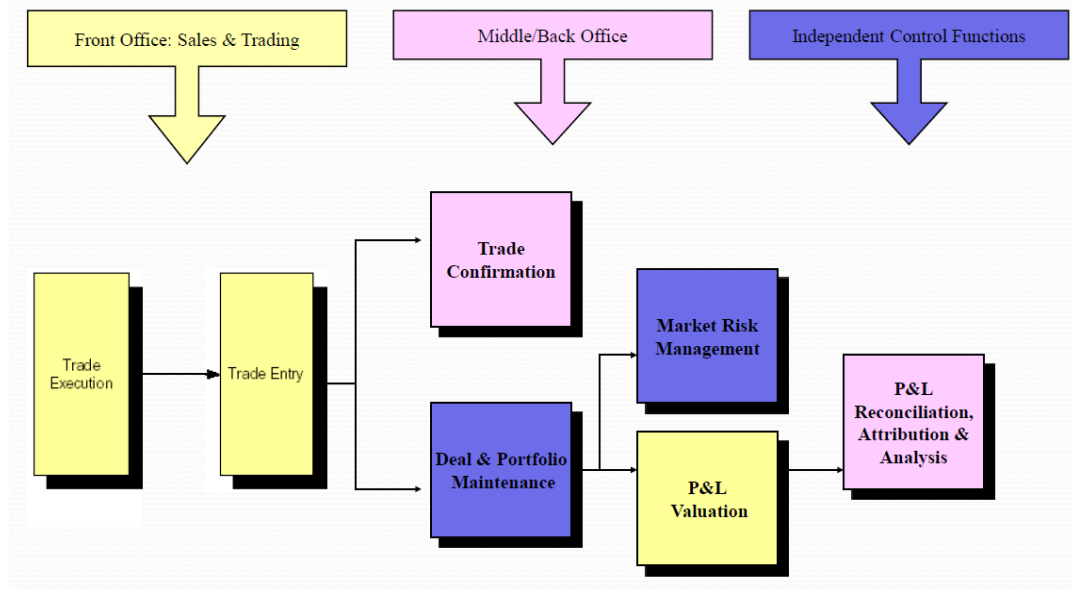 Front Office: Sales & Trading
Middle/Back Office
Independent Control Functions
Trade
Confirmation
Trade
Execution
Trade Entry
Market Risk
Management
Deal & Portfolio
Maintenance
P&L
Valuation
P&L
Reconciliation,
Attribution &
Analysis